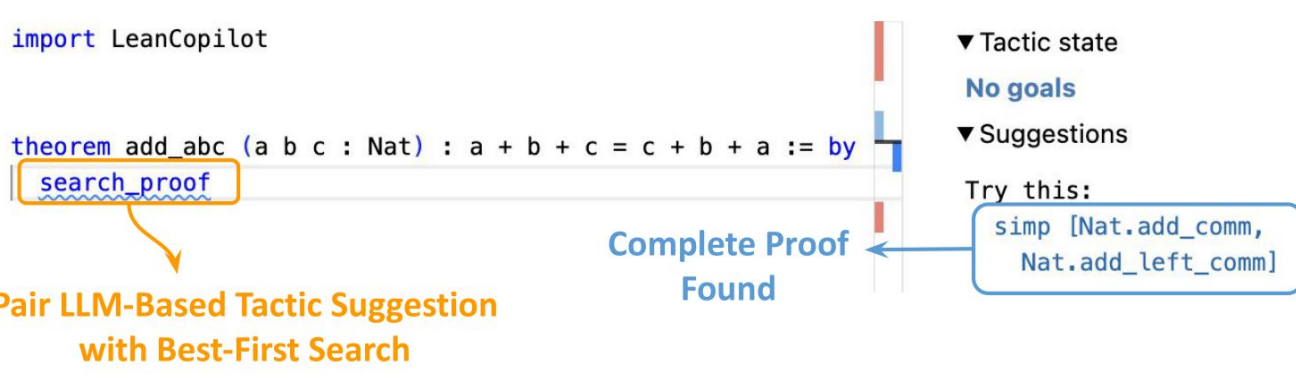 import LeanCopilot
theorem add_abc (a b c : Nat) : a + b + c = c + b + a := by
search_proof
Pair LLM-Based Tactic Suggestion
with Best-First Search
Complete Proof
Found
▼ Tactic state
No goals
▼ Suggestions
Try this:
simp [Nat.add_comm,
Nat.add_left_comm]